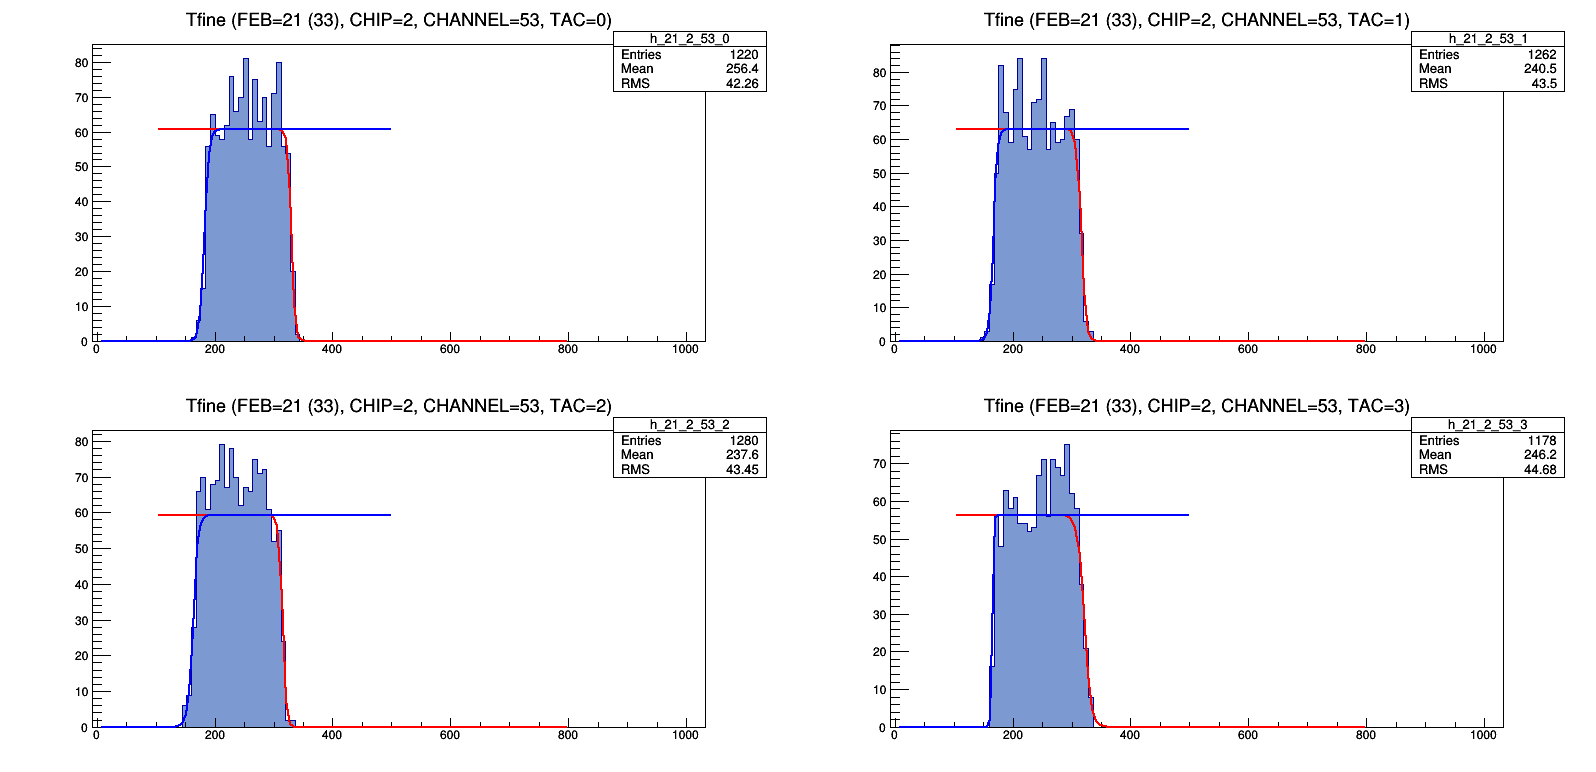 Tfine (FEB=21 (33), CHIP=2, CHANNEL=53, TAC=0)
h_21_2_53_0
Entries 1220
Mean 256.4
RMS 42.26
80
70
60
50
40
30
20
10
0
0 200 400 600 800 1000
Tfine (FEB=21 (33), CHIP=2, CHANNEL=53, TAC=1)
h_21_2_53_1
Entries 1262
Mean 240.5
RMS 43.5
80
70
60
50
40
30
20
10
0
0 200 400 600 800 1000
Tfine (FEB=21 (33), CHIP=2, CHANNEL=53, TAC=2)
h_21_2_53_2
Entries 1280
Mean 237.6
RMS 43.45
80
70
60
50
40
30
20
10
0
0 200 400 600 800 1000
Tfine (FEB=21 (33), CHIP=2, CHANNEL=53, TAC=3)
h_21_2_53_3
Entries 1178
Mean 246.2
RMS 44.68
70
60
50
40
30
20
10
0
0 200 400 600 800 1000